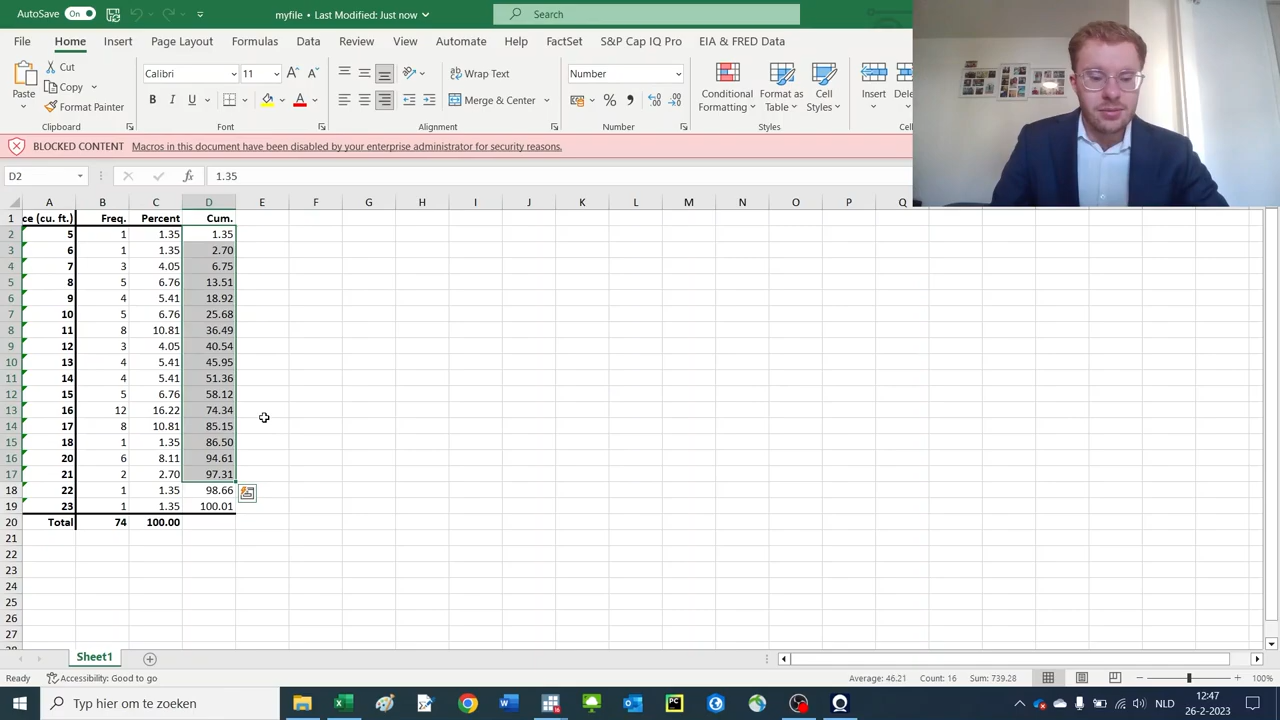 AutoSave On myfile • Last Modified: Just now Search
File Home Insert Page Layout Formulas Data Review View Automate Help FactSet S&P Cap IQ Pro EIA & FRED Data
Cut
Copy
Format Painter
Paste
Calibri 11
B I U
Wrap Text
Merge & Center
Number
Conditional Formatting
Format as Table
Cell Styles
Insert
Clipboard Font Alignment Number Styles
BLOCKED CONTENT Macros in this document have been disabled by your enterprise administrator for security reasons.
D2 fx 1.35
A B C D E F G H I J K L M N O P Q
1 ce (cu. ft.) Freq. Percent Cum.
2 5 1 1.35 1.35
3 6 1 1.35 2.70
4 7 3 4.05 6.75
5 8 5 6.76 13.51
6 9 4 5.41 18.92
7 10 5 6.76 25.68
8 11 8 10.81 36.49
9 12 3 4.05 40.54
10 13 4 5.41 45.95
11 14 4 5.41 51.36
12 15 5 6.76 58.12
13 16 12 16.22 74.34
14 17 8 10.81 85.15
15 18 1 1.35 86.50
16 20 6 8.11 94.61
17 21 2 2.70 97.31
18 22 1 1.35 98.66
19 23 1 1.35 100.01
20 Total 74 100.00
21
22
23
24
25
26
27
Sheet1
Ready Accessibility: Good to go Average: 46.21 Count: 16 Sum: 739.28 100%
Typ hier om te zoeken NLD 12:47
26-2-2023